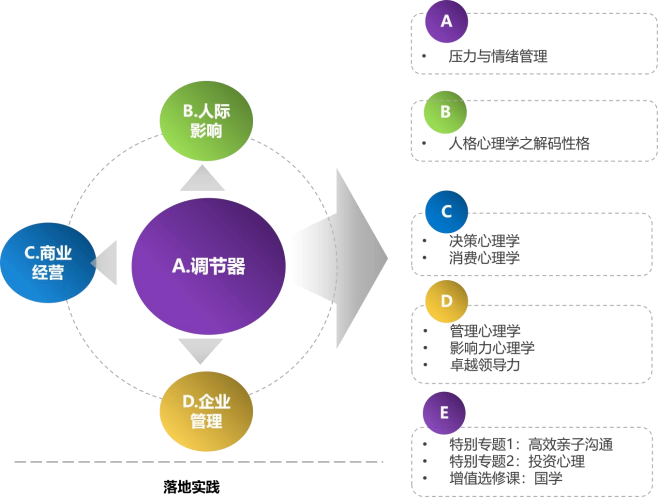 B.人际
影响
C.商业
经营
A.调节器
D.企业
管理
落地实践
A
• 压力与情绪管理
B
• 人格心理学之解码性格
C
• 决策心理学
• 消费心理学
D
• 管理心理学
• 影响力心理学
• 卓越领导力
E
• 特别专题1：高效亲子沟通
• 特别专题2：投资心理
• 增值选修课：国学